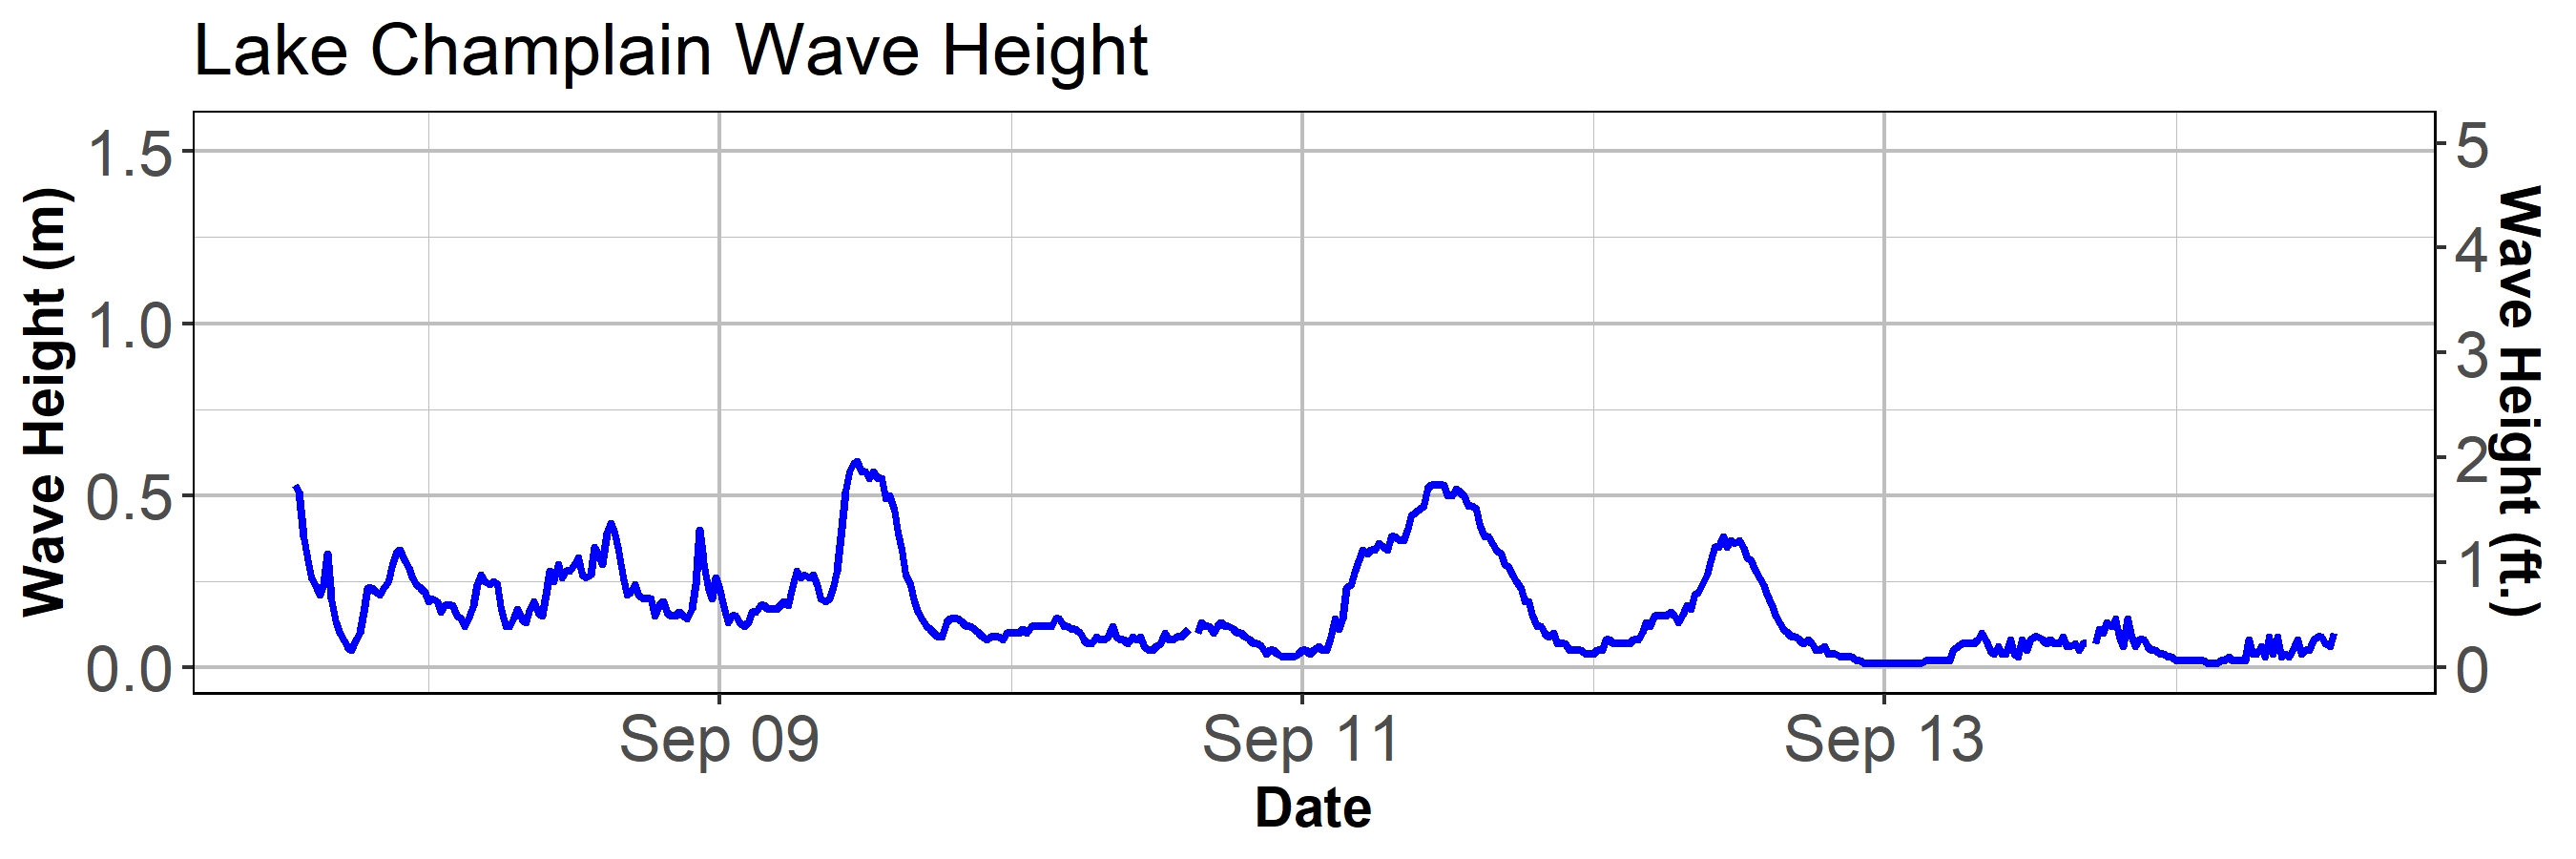 Lake Champlain Wave Height
Wave Height (m)
1.5
1.0
0.5
0.0
5
4
3
2
1
0
Wave Height (ft.)
Sep 09
Sep 11
Sep 13
Date